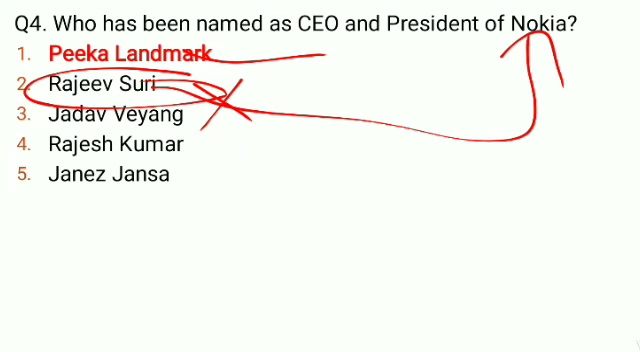 Q4. Who has been named as CEO and President of Nokia?
1. Peeka Landmark
2. Rajeev Suri
3. Jadav Veyang
4. Rajesh Kumar
5. Janez Jansa